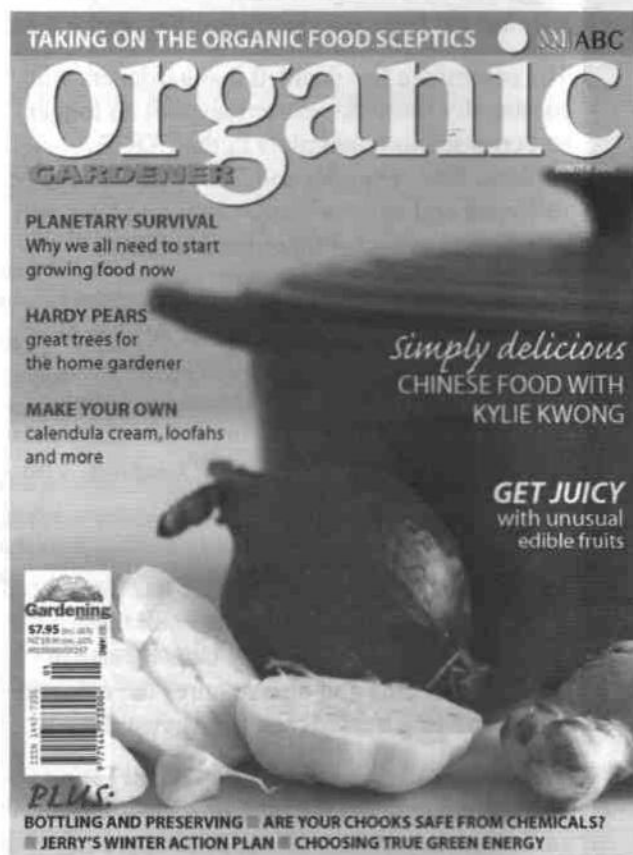 TAKING ON THE ORGANIC FOOD SCEPTICS ABC
organic
GARDENER
PLANETARY SURVIVAL
Why we all need to start
growing food now
HARDY PEARS
great trees for
the home gardener
MAKE YOUR OWN
calendula cream, loofahs
and more
Simply delicious
CHINESE FOOD WITH
KYLIE KWONG
GET JUICY
with unusual
edible fruits
Gardening
$7.95
01
PLUS:
BOTTLING AND PRESERVING ■ ARE YOUR CHOOKS SAFE FROM CHEMICALS?
■ JERRY'S WINTER ACTION PLAN ■ CHOOSING TRUE GREEN ENERGY